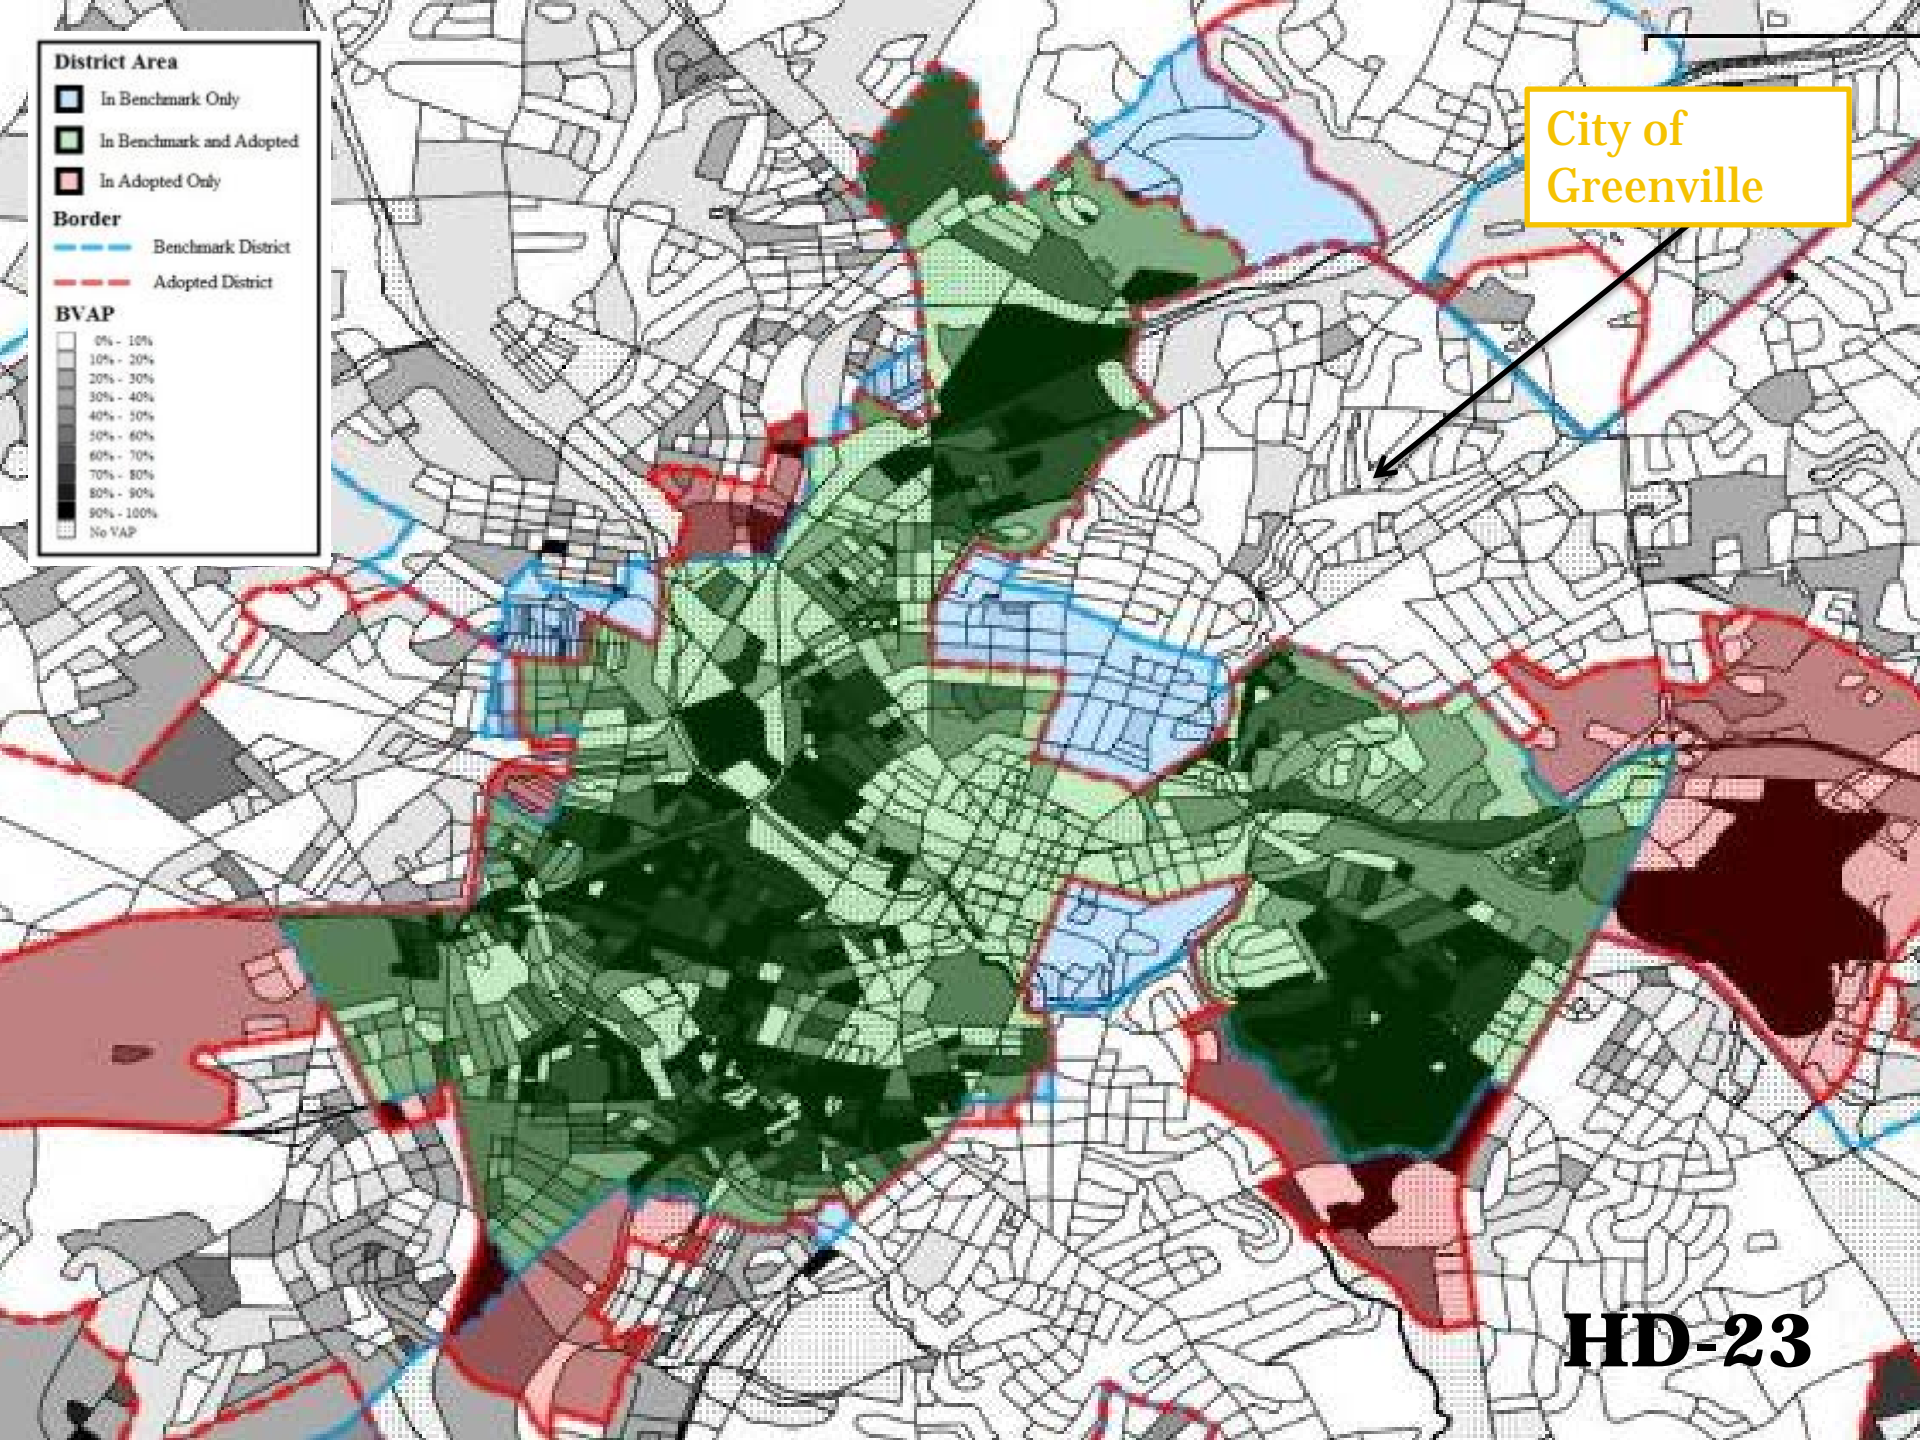 District Area
In Benchmark Only
In Benchmark and Adopted
In Adopted Only
Border
Benchmark District
Adopted District
BVAP
0% - 10%
10% - 20%
20% - 30%
30% - 40%
40% - 50%
50% - 60%
60% - 70%
70% - 80%
80% - 90%
90% - 100%
No VAP
City of
Greenville
HD-23